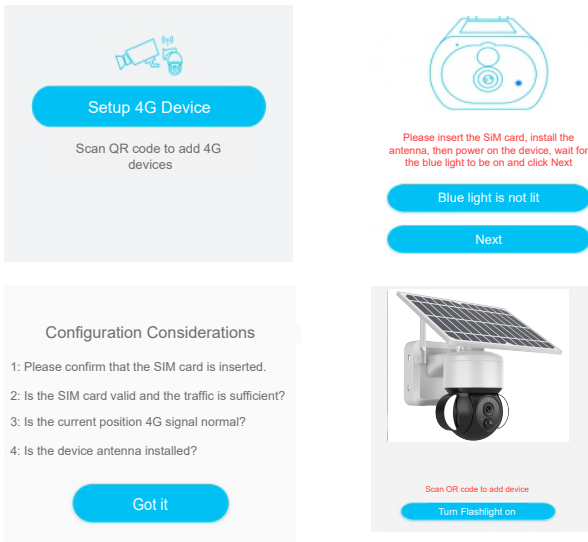 Setup 4G Device
Scan QR code to add 4G
devices
Please insert the SiM card, install the
antenna, then power on the device, wait for
the blue light to be on and click Next
Blue light is not lit
Next
Configuration Considerations
1: Please confirm that the SIM card is inserted.
2: Is the SIM card valid and the traffic is sufficient?
3: Is the current position 4G signal normal?
4: Is the device antenna installed?
Got it
Scan OR code to add device
Turn Flashlight on